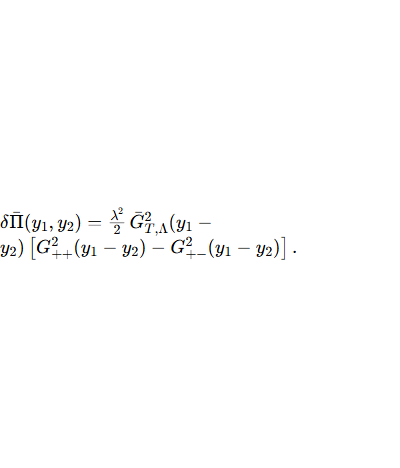 δΠ̄(y₁, y₂) = λ²/2 Ḡ²_{T,Λ}(y₁ −
y₂) [G²₊₊(y₁ − y₂) − G²₊₋(y₁ − y₂)] .